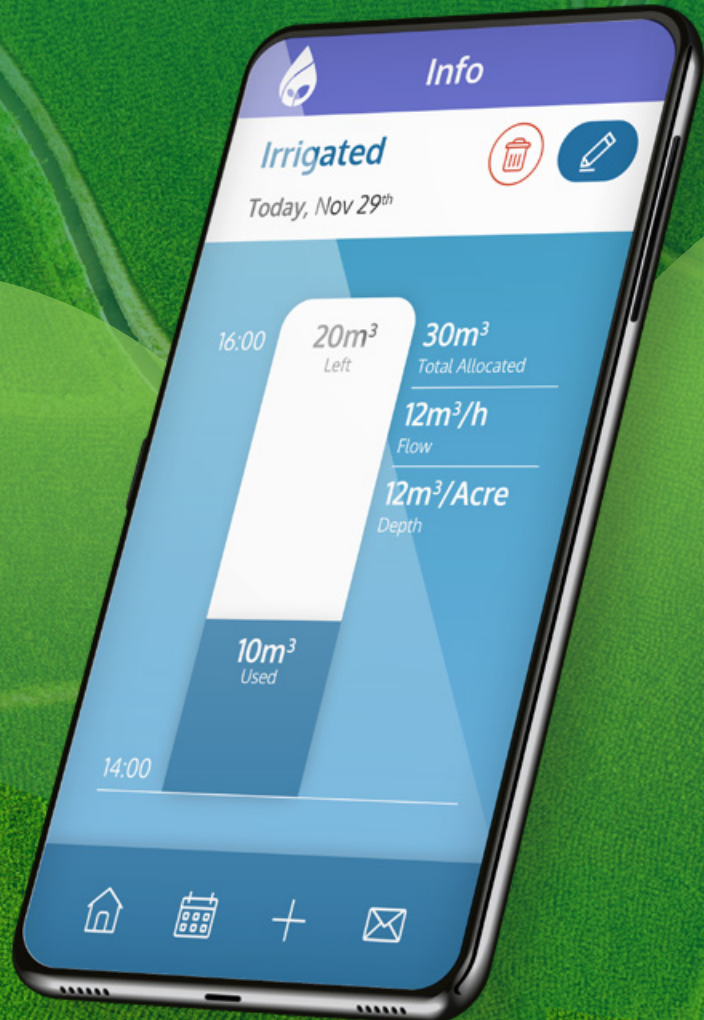 Info
Irrigated
Today, Nov 29th
16:00
20m³
Left
30m³
Total Allocated
12m³/h
Flow
12m³/Acre
Depth
10m³
Used
14:00